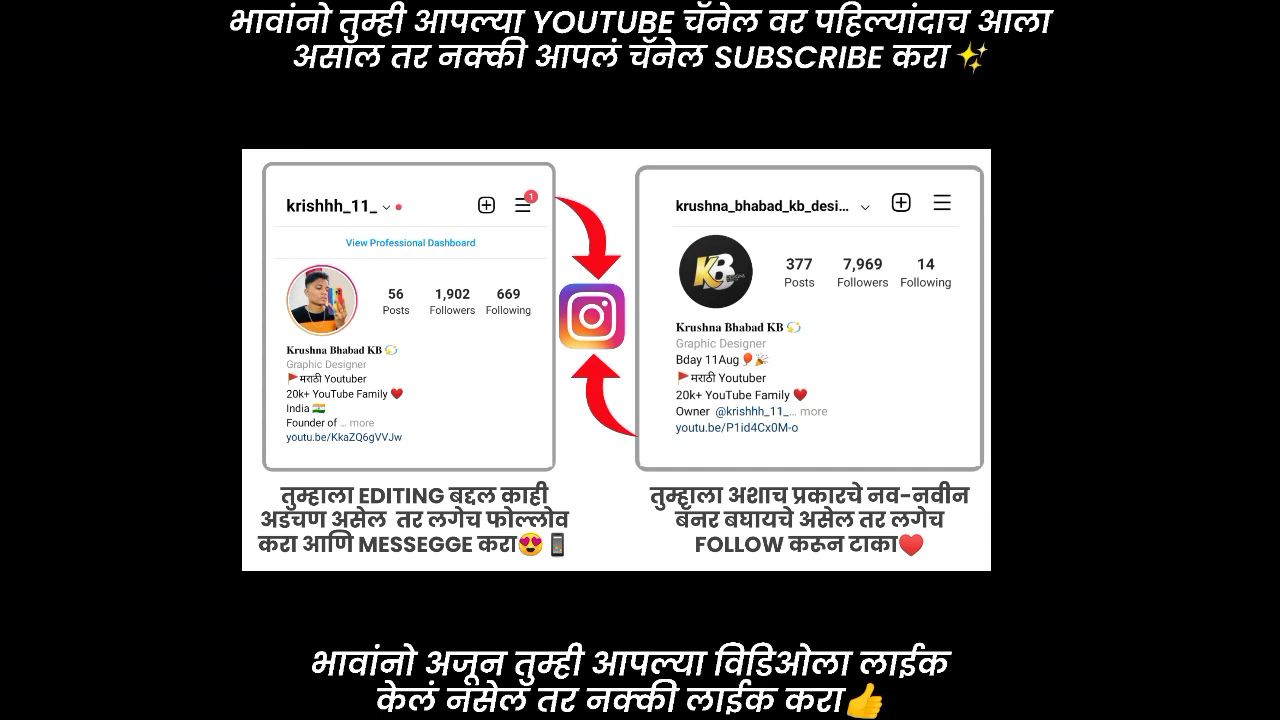 भावांनो तुम्ही आपल्या YOUTUBE चॅनेल वर पहिल्यांदाच आला
असाल तर नक्की आपलं चॅनेल SUBSCRIBE करा✨
krishhh_11_
1
View Professional Dashboard
56 1,902 669
Posts Followers Following
Krushna Bhabad KB 💫
Graphic Designer
🚩मराठी Youtuber
20k+ YouTube Family ❤️
India 🇮🇳
Founder of ... more
youtu.be/KkaZQ6gVVJw
krushna_bhabad_kb_desi...
KB
377 7,969 14
Posts Followers Following
Krushna Bhabad KB 💫
Graphic Designer
Bday 11Aug🎈🎉
🚩मराठी Youtuber
20k+ YouTube Family ❤️
Owner @krishhh_11_... more
youtu.be/P1id4Cx0M-o
तुम्हाला EDITING बद्दल काही
अडचण असेल तर लगेच फोल्लोव
करा आणि MESSEGGE करा😍📱
तुम्हाला अशाच प्रकारचे नव-नवीन
बॅनर बघायचे असेल तर लगेच
FOLLOW करून टाका♥️
भावांनो अजून तुम्ही आपल्या विडिओला लाईक
केलं नसेल तर नक्की लाईक करा👍